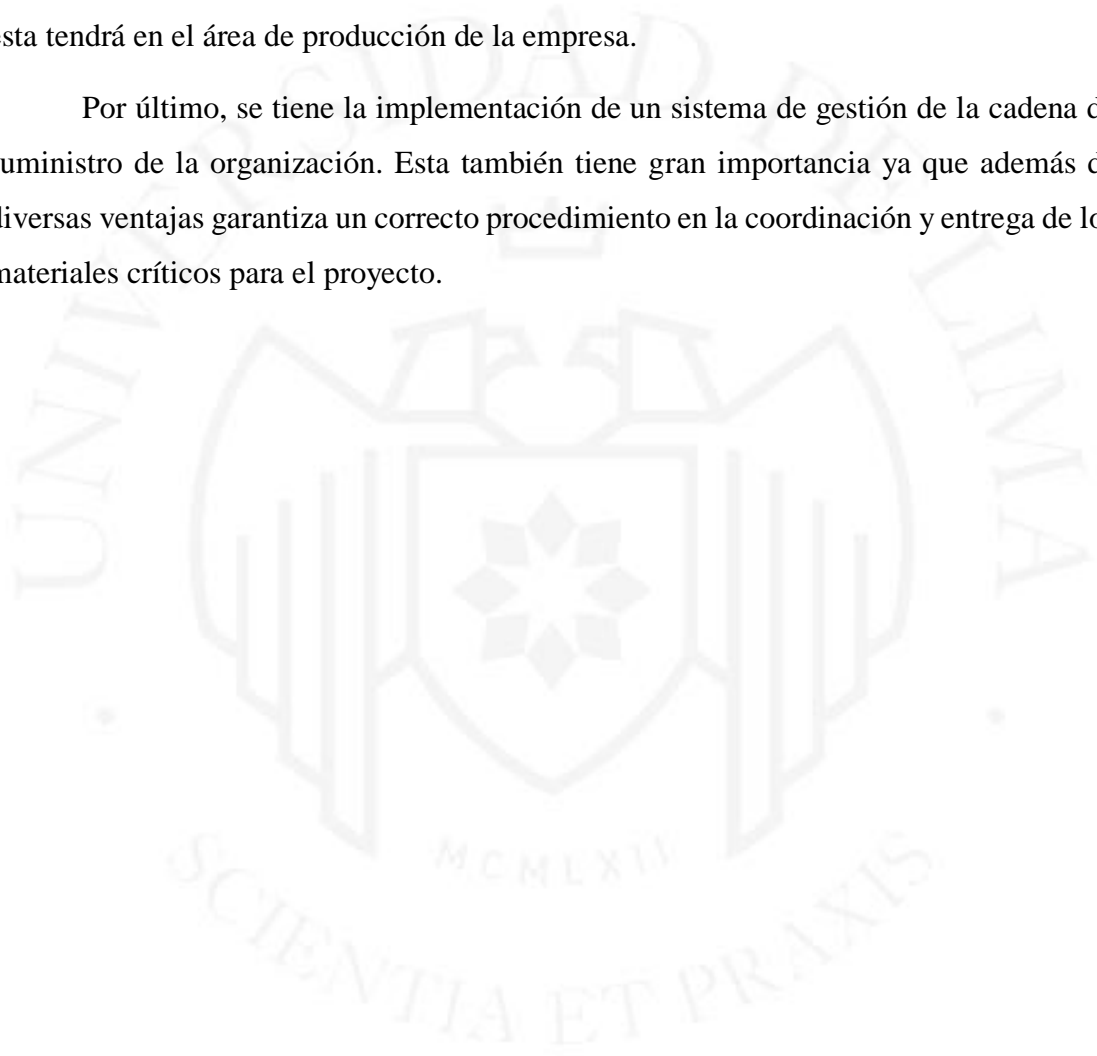 esta tendrá en el área de producción de la empresa.
Por último, se tiene la implementación de un sistema de gestión de la cadena d
uministro de la organización. Esta también tiene gran importancia ya que además d
diversas ventajas garantiza un correcto procedimiento en la coordinación y entrega de lo
materiales críticos para el proyecto.
UNIVERSIDAD DE LIMA
MCMLXII
SCIENTIA ET PRAXIS